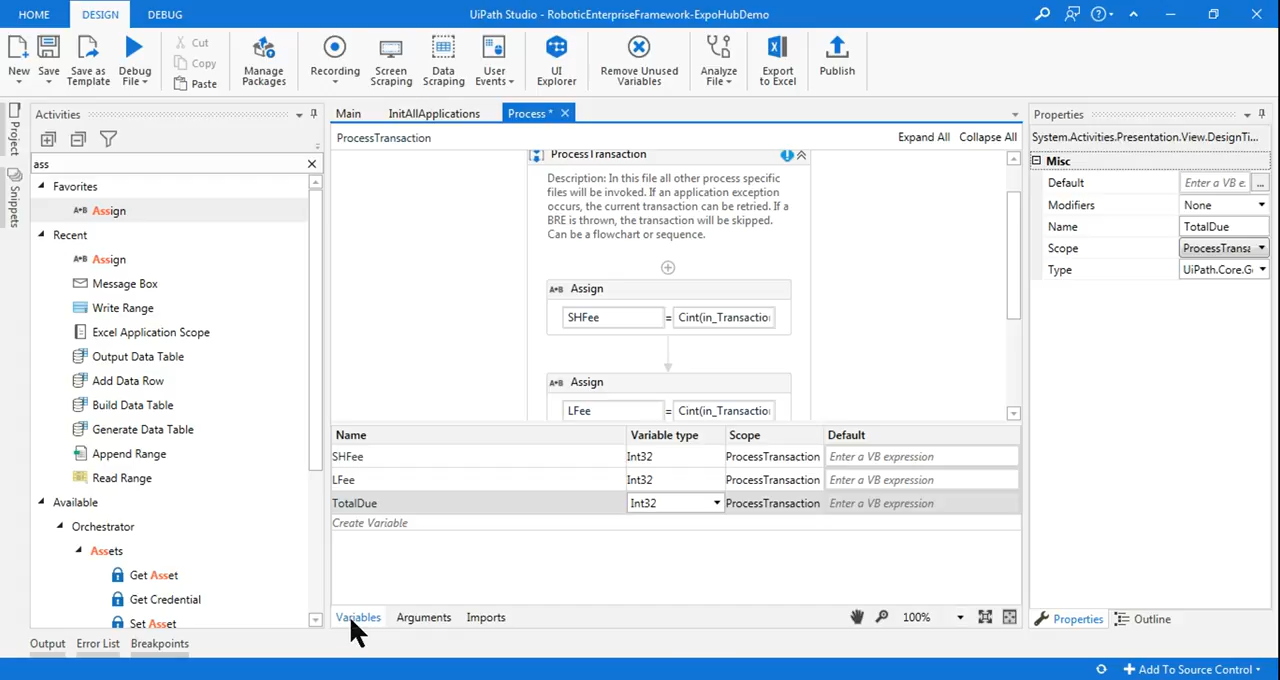 HOME DESIGN DEBUG UiPath Studio - RoboticEnterpriseFramework-ExpoHubDemo
New Save Save as Template Debug File Cut Copy Paste Manage Packages Recording Screen Scraping Data Scraping User Events UI Explorer Remove Unused Variables Analyze File Export to Excel Publish
Project
Snippets
Activities
ass
Favorites
A+B Assign
Recent
A+B Assign
Message Box
Write Range
Excel Application Scope
Output Data Table
Add Data Row
Build Data Table
Generate Data Table
Append Range
Read Range
Available
Orchestrator
Assets
Get Asset
Get Credential
Set Asset
Main InitAllApplications Process *
ProcessTransaction Expand All Collapse All
ProcessTransaction
Description: In this file all other process specific
files will be invoked. If an application exception
occurs, the current transaction can be retried. If a
BRE is thrown, the transaction will be skipped.
Can be a flowchart or sequence.
A+B Assign
SHFee = Cint(in_Transactio
A+B Assign
LFee = Cint(in_Transactio
Name Variable type Scope Default
SHFee Int32 ProcessTransaction Enter a VB expression
LFee Int32 ProcessTransaction Enter a VB expression
TotalDue Int32 ProcessTransaction Enter a VB expression
Create Variable
Variables Arguments Imports 100%
Properties
System.Activities.Presentation.View.DesignTi...
Misc
Default Enter a VB e. ...
Modifiers None
Name TotalDue
Scope ProcessTransa
Type UiPath.Core.G
Properties Outline
Output Error List Breakpoints
Add To Source Control